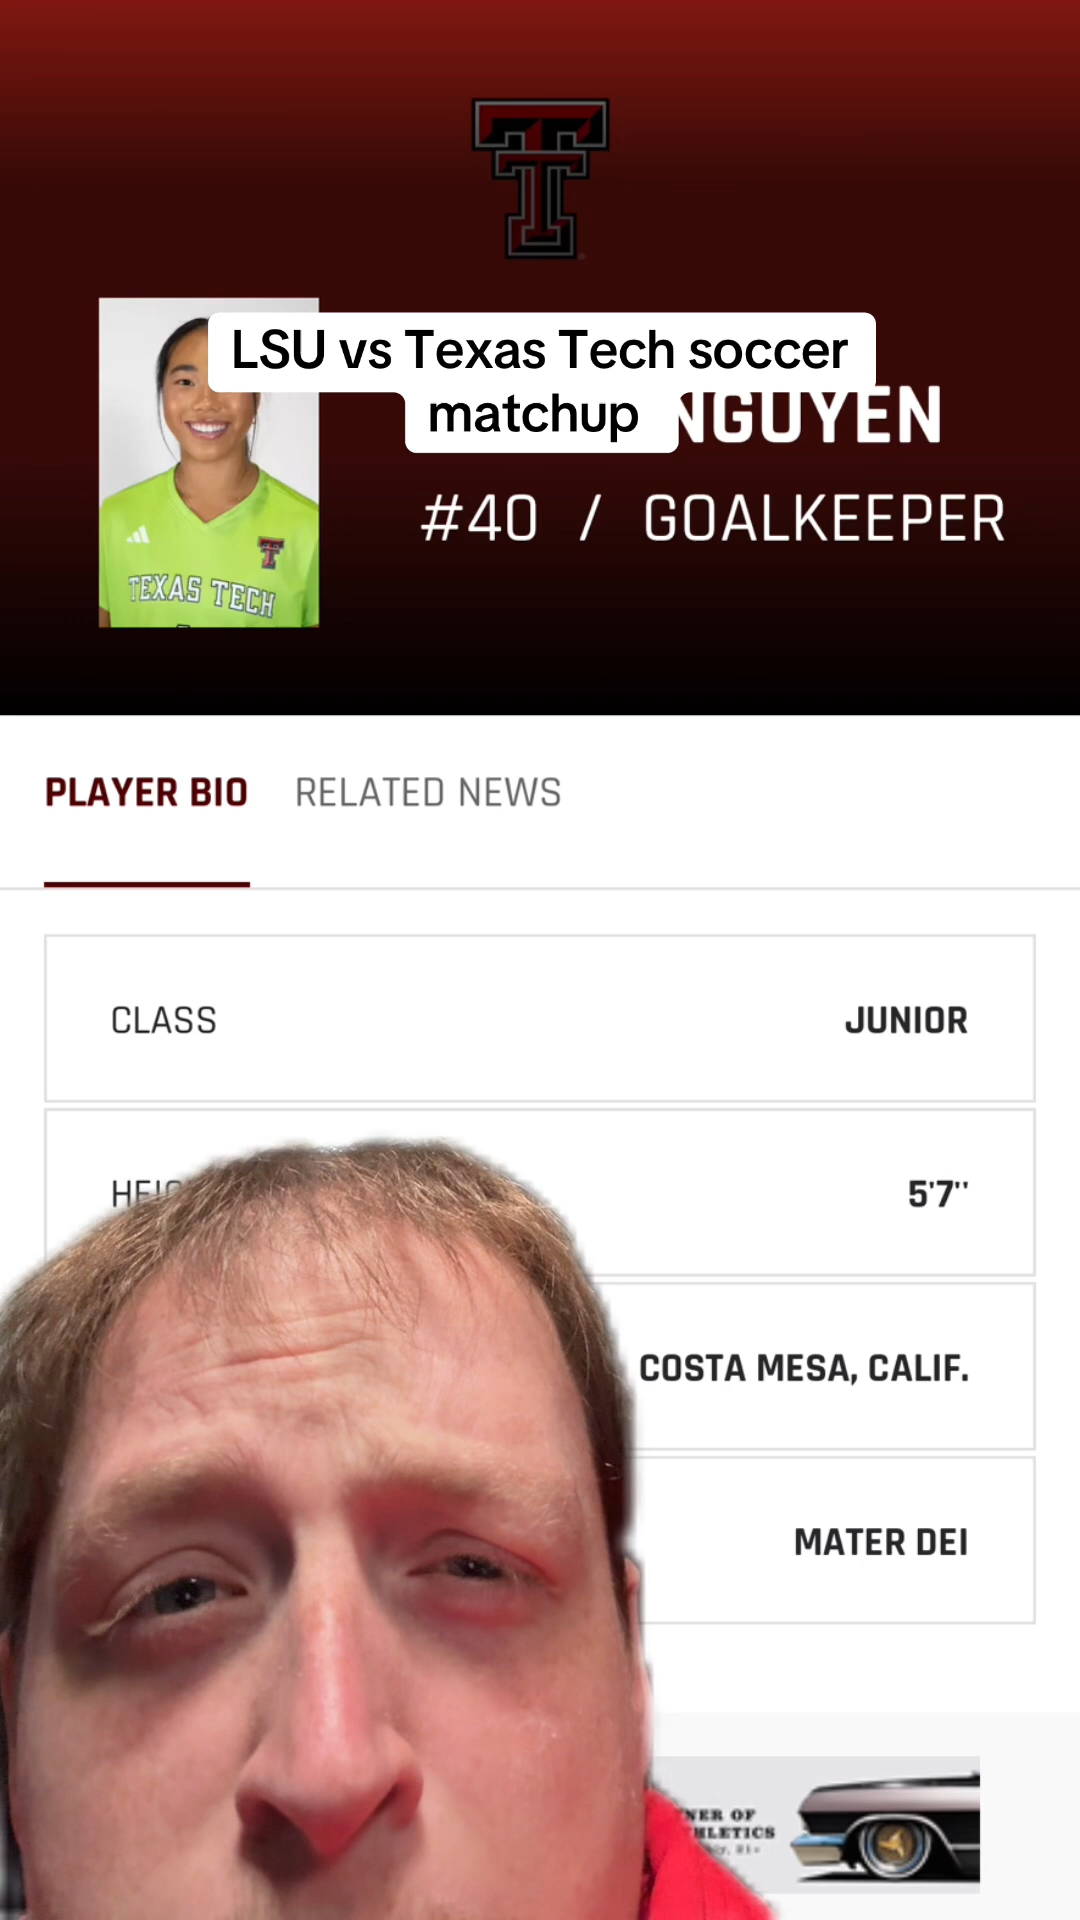 LSU vs Texas Tech soccer
matchup
NGUYEN
#40 / GOALKEEPER
TEXAS TECH
PLAYER BIO RELATED NEWS
CLASS JUNIOR
5'7''
COSTA MESA, CALIF.
MATER DEI
OF